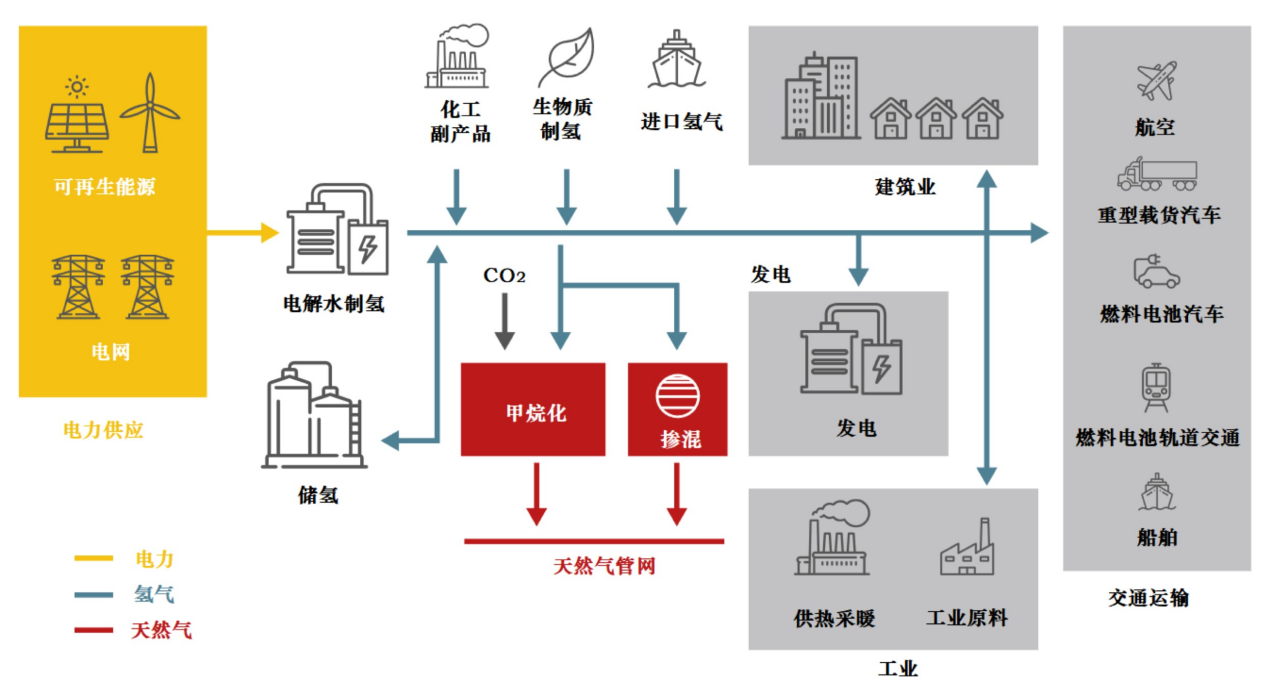 可再生能源
电网
电力供应
电解水制氢
储氢
化工
副产品
生物质
制氢
进口氢气
CO2
甲烷化
掺混
天然气管网
建筑业
发电
发电
供热采暖
工业原料
工业
航空
重型载货汽车
燃料电池汽车
燃料电池轨道交通
船舶
交通运输
电力
氢气
天然气